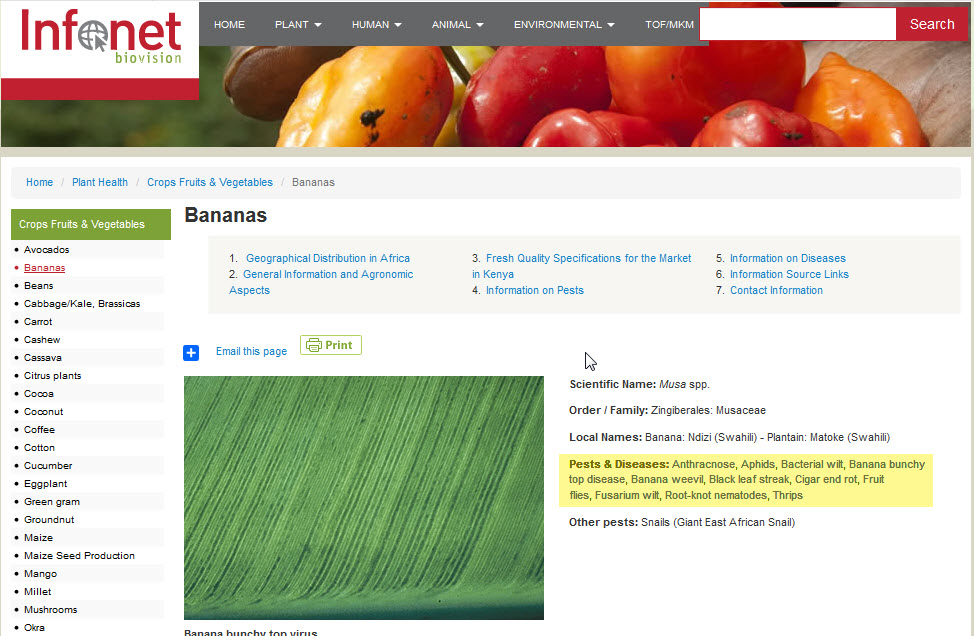 Infonet
biovision
HOME PLANT HUMAN ANIMAL ENVIRONMENTAL TOF/MKM Search
Home / Plant Health / Crops Fruits & Vegetables / Bananas
Crops Fruits & Vegetables
Avocados
Bananas
Beans
Cabbage/Kale, Brassicas
Carrot
Cashew
Cassava
Citrus plants
Cocoa
Coconut
Coffee
Cotton
Cucumber
Eggplant
Green gram
Groundnut
Maize
Maize Seed Production
Mango
Millet
Mushrooms
Okra
Bananas
1. Geographical Distribution in Africa
2. General Information and Agronomic
Aspects
3. Fresh Quality Specifications for the Market
in Kenya
4. Information on Pests
5. Information on Diseases
6. Information Source Links
7. Contact Information
Email this page Print
Scientific Name: Musa spp.
Order / Family: Zingiberales: Musaceae
Local Names: Banana: Ndizi (Swahili) - Plantain: Matoke (Swahili)
Pests & Diseases: Anthracnose, Aphids, Bacterial wilt, Banana bunchy
top disease, Banana weevil, Black leaf streak, Cigar end rot, Fruit
flies, Fusarium wilt, Root-knot nematodes, Thrips
Other pests: Snails (Giant East African Snail)
Banana bunchy top virus